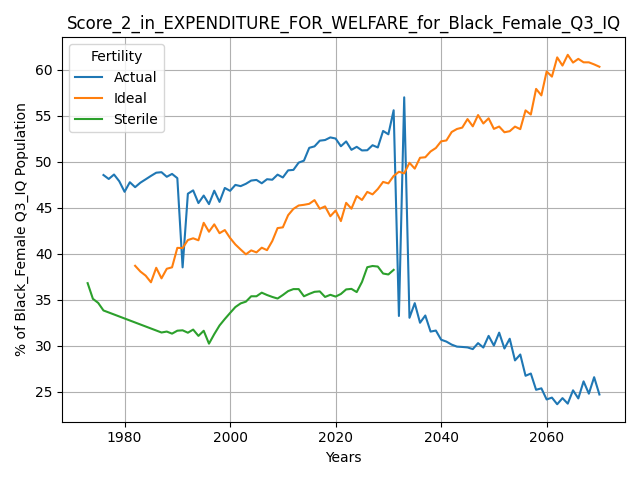 Score_2_in_EXPENDITURE_FOR_WELFARE_for_Black_Female_Q3_IQ
Fertility
Actual
Ideal
Sterile
% of Black_Female Q3_IQ Population
60
55
50
45
40
35
30
25
1980
2000
2020
2040
2060
Years